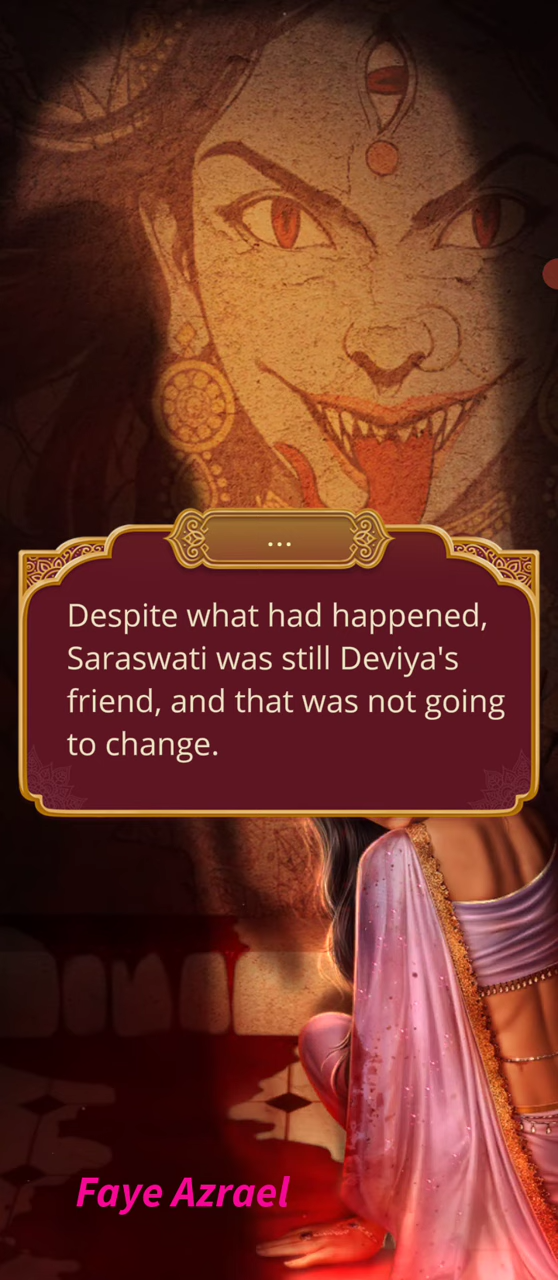 ...
Despite what had happened,
Saraswati was still Deviya's
friend, and that was not going
to change.
Faye Azrael